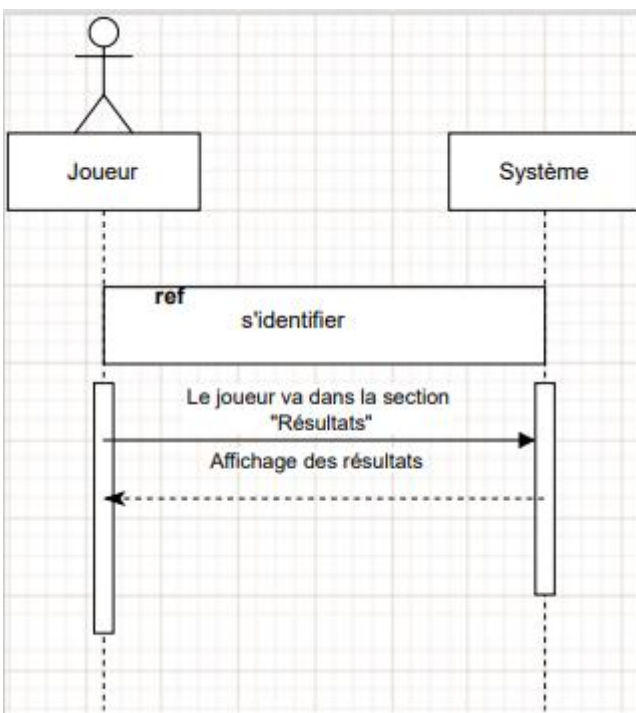 Joueur
Système
ref
s'identifier
Le joueur va dans la section
"Résultats"
Affichage des résultats